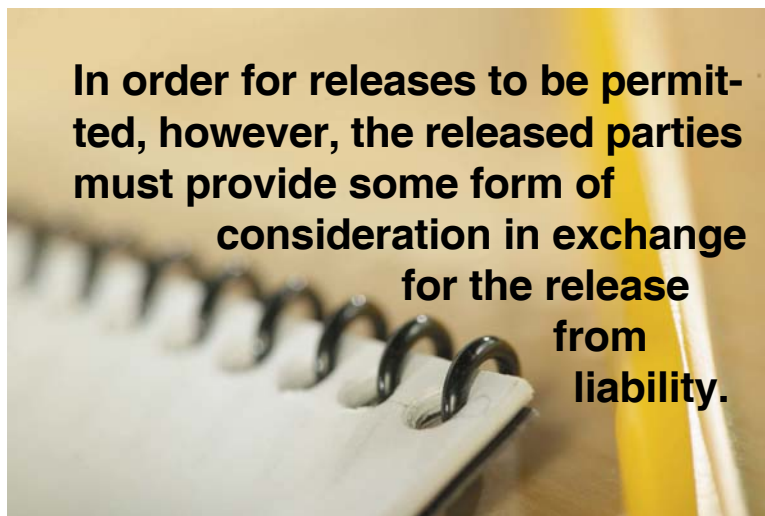 In order for releases to be permit-
ted, however, the released parties
must provide some form of
consideration in exchange
for the release
from
liability.